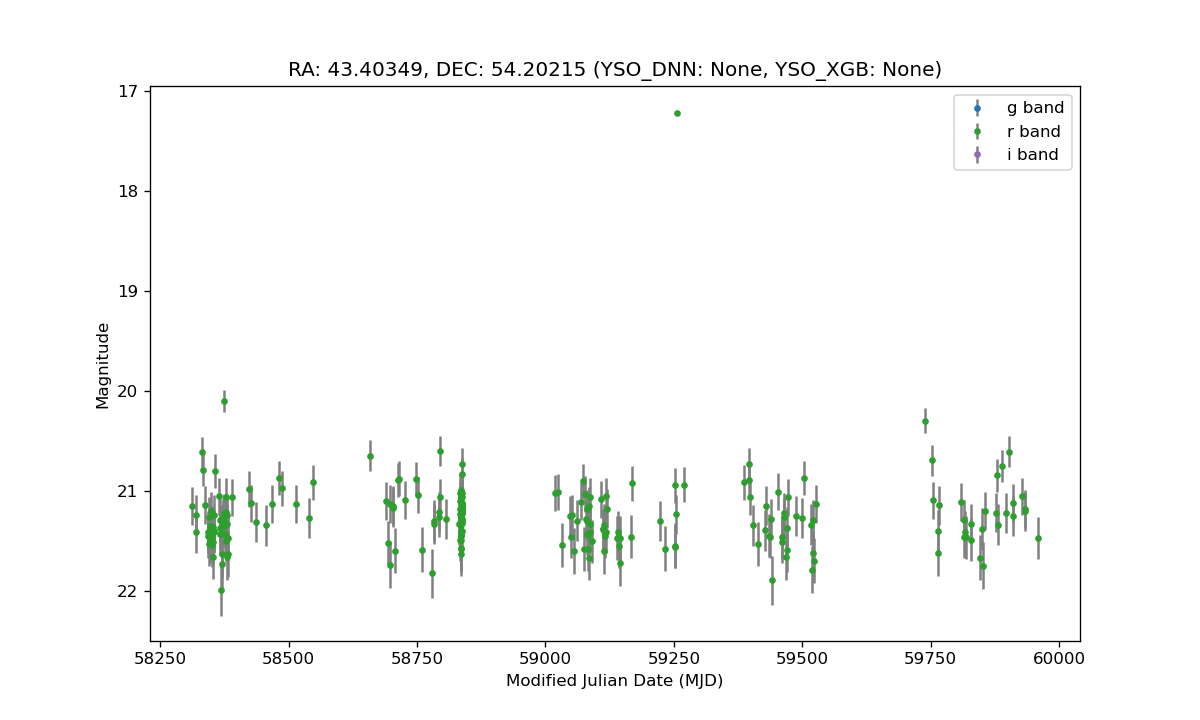 RA: 43.40349, DEC: 54.20215 (YSO_DNN: None, YSO_XGB: None)
g band
r band
i band
17
18
19
20
21
22
Magnitude
58250
58500
58750
59000
59250
59500
59750
60000
Modified Julian Date (MJD)